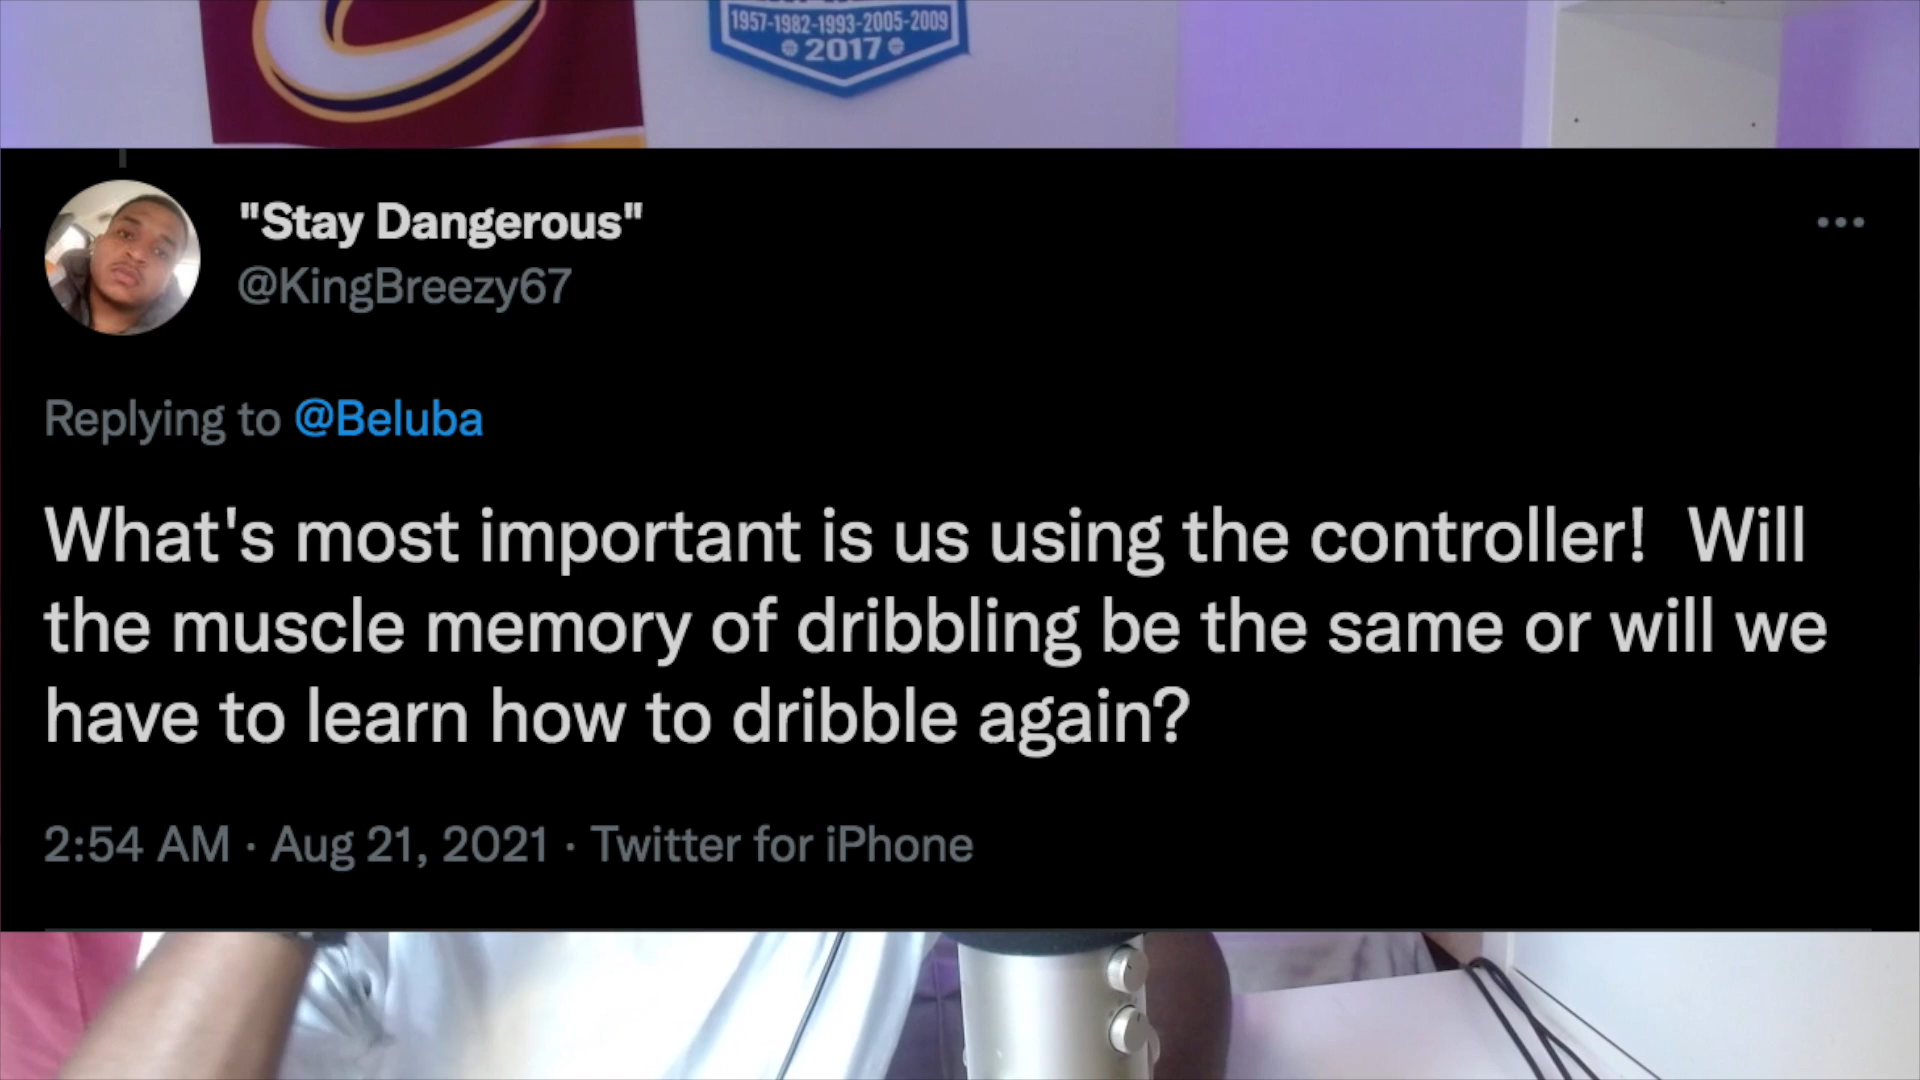 1957-1982-1993-2005-2009
2017
"Stay Dangerous"
@KingBreezy67
Replying to @Beluba
What's most important is us using the controller!  Will
the muscle memory of dribbling be the same or will we
have to learn how to dribble again?
2:54 AM · Aug 21, 2021 · Twitter for iPhone